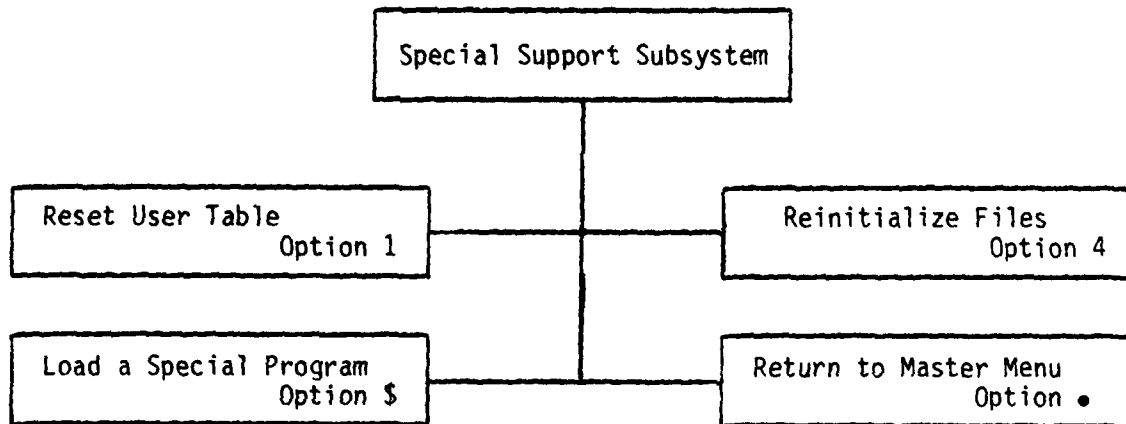 Special Support Subsystem
Reset User Table
Option 1
Reinitialize Files
Option 4
Load a Special Program
Option $
Return to Master Menu
Option •